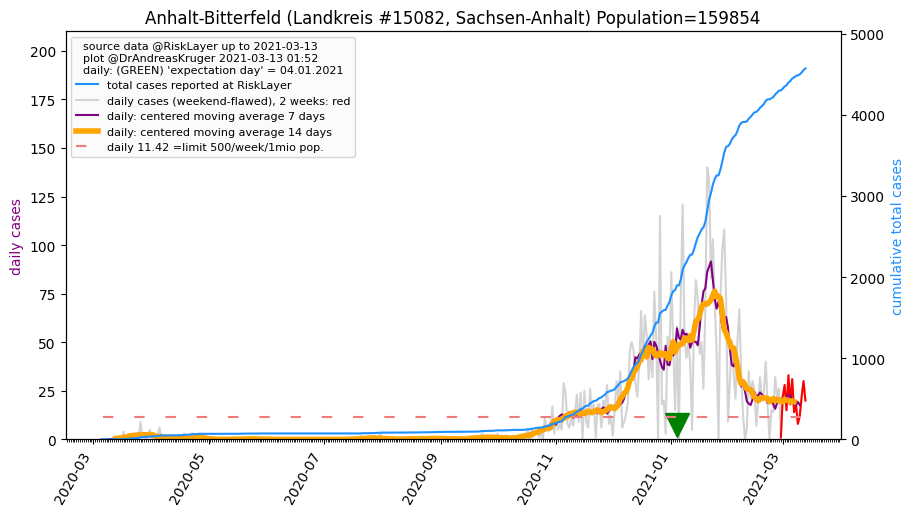 Anhalt-Bitterfeld (Landkreis #15082, Sachsen-Anhalt) Population=159854
source data @RiskLayer up to 2021-03-13
plot @DrAndreasKruger 2021-03-13 01:52
daily: (GREEN) 'expectation day' = 04.01.2021
total cases reported at RiskLayer
daily cases (weekend-flawed), 2 weeks: red
daily: centered moving average 7 days
daily: centered moving average 14 days
daily 11.42 =limit 500/week/1mio pop.
daily cases
200
175
150
125
100
75
50
25
0
5000
4000
3000
2000
1000
0
cumulative total cases
2020-03
2020-05
2020-07
2020-09
2020-11
2021-01
2021-03